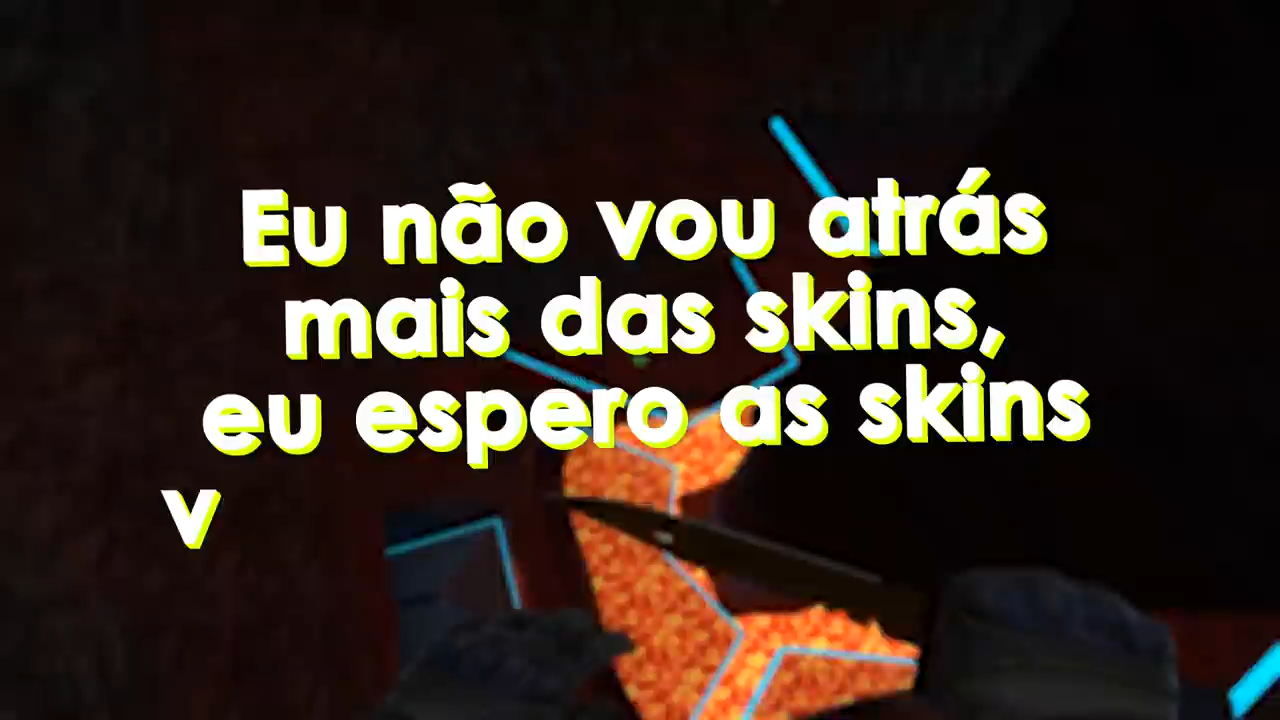 Eu não vou atrás
mais das skins,
eu espero as skins
v